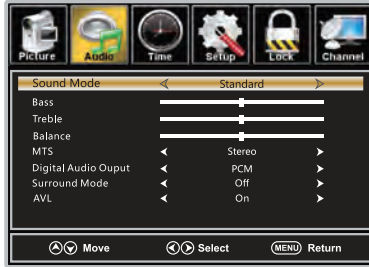 Picture Audio Time Setup Lock Channel
Sound Mode Standard
Bass
Treble
Balance
MTS Stereo
Digital Audio Ouput PCM
Surround Mode Off
AVL On
Move Select MENU Return